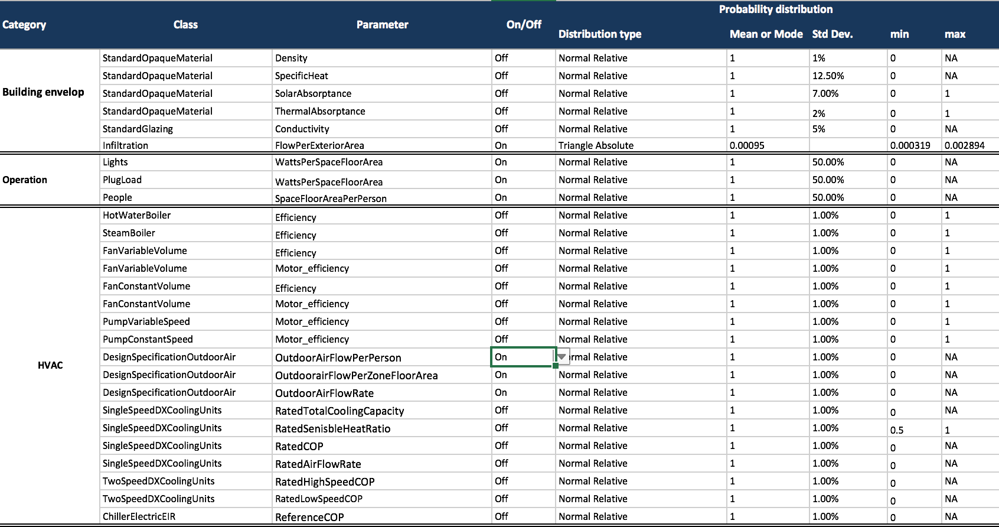 Probability distribution
Category Class Parameter On/Off Distribution type Mean or Mode Std Dev. min max
StandardOpaqueMaterial Density Off Normal Relative 1 1% 0 NA
StandardOpaqueMaterial SpecificHeat Off Normal Relative 1 12.50% 0 NA
Building envelop StandardOpaqueMaterial SolarAbsorptance Off Normal Relative 1 7.00% 0 1
StandardOpaqueMaterial ThermalAbsorptance Off Normal Relative 1 2% 0 1
StandardGlazing Conductivity Off Normal Relative 1 5% 0 NA
Infiltration FlowPerExteriorArea On Triangle Absolute 0.00095 0.000319 0.002894
Lights WattsPerSpaceFloorArea On Normal Relative 1 50.00% 0 NA
Operation PlugLoad WattsPerSpaceFloorArea On Normal Relative 1 50.00% 0 NA
People SpaceFloorAreaPerPerson On Normal Relative 1 50.00% 0 NA
HotWaterBoiler Efficiency Off Normal Relative 1 1.00% 0 1
SteamBoiler Efficiency Off Normal Relative 1 1.00% 0 1
FanVariableVolume Efficiency Off Normal Relative 1 1.00% 0 1
FanVariableVolume Motor_efficiency Off Normal Relative 1 1.00% 0 1
FanConstantVolume Efficiency Off Normal Relative 1 1.00% 0 1
FanConstantVolume Motor_efficiency Off Normal Relative 1 1.00% 0 1
PumpVariableSpeed Motor_efficiency Off Normal Relative 1 1.00% 0 1
PumpConstantSpeed Motor_efficiency Off Normal Relative 1 1.00% 0 1
HVAC DesignSpecificationOutdoorAir OutdoorAirFlowPerPerson On rmal Relative 1 1.00% 0 NA
DesignSpecificationOutdoorAir OutdoorairFlowPerZoneFloorArea On Normal Relative 1 1.00% 0 NA
DesignSpecificationOutdoorAir OutdoorAirFlowRate On Normal Relative 1 1.00% 0 NA
SingleSpeedDXCoolingUnits RatedTotalCoolingCapacity Off Normal Relative 1 1.00% 0 NA
SingleSpeedDXCoolingUnits RatedSenisbleHeatRatio Off Normal Relative 1 1.00% 0.5 1
SingleSpeedDXCoolingUnits RatedCOP Off Normal Relative 1 1.00% 0 NA
SingleSpeedDXCoolingUnits RatedAirFlowRate Off Normal Relative 1 1.00% 0 NA
TwoSpeedDXCoolingUnits RatedHighSpeedCOP Off Normal Relative 1 1.00% 0 NA
TwoSpeedDXCoolingUnits RatedLowSpeedCOP Off Normal Relative 1 1.00% 0 NA
ChillerElectricEIR ReferenceCOP Off Normal Relative 1 1.00% 0 NA